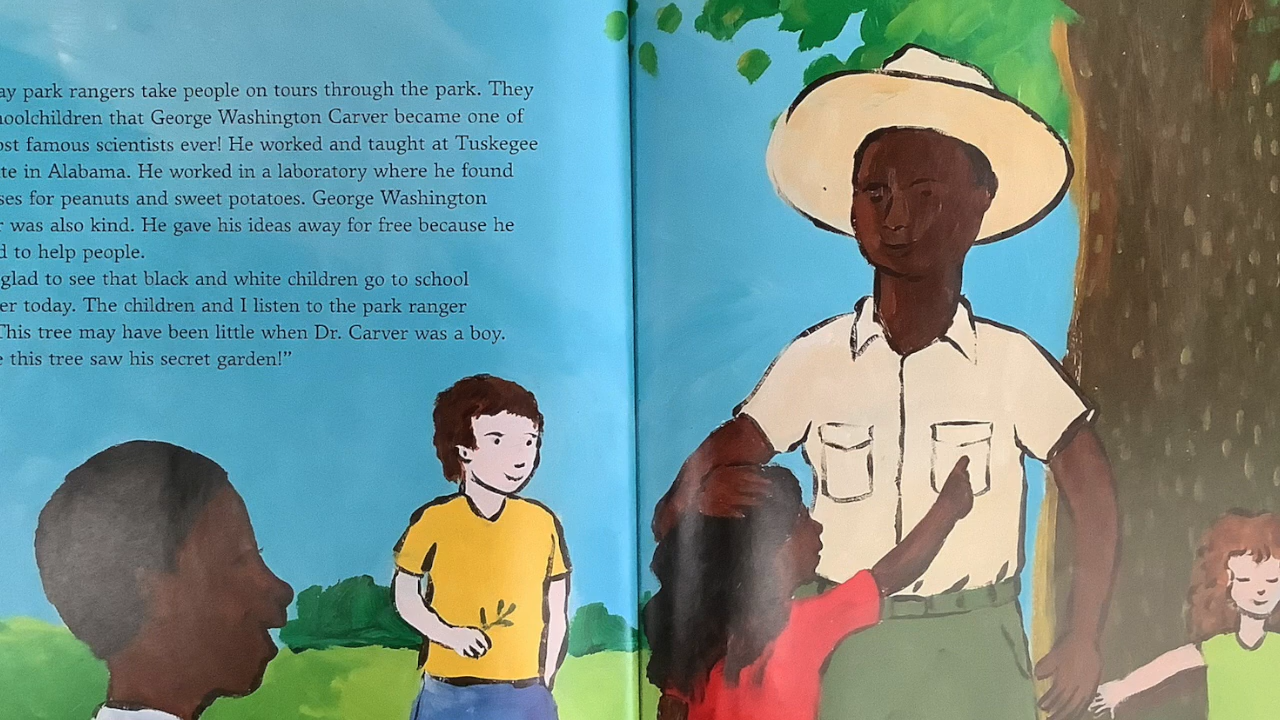 ay park rangers take people on tours through the park. They
oolchildren that George Washington Carver became one of
ost famous scientists ever! He worked and taught at Tuskegee
te in Alabama. He worked in a laboratory where he found
ses for peanuts and sweet potatoes. George Washington
r was also kind. He gave his ideas away for free because he
d to help people.
glad to see that black and white children go to school
er today. The children and I listen to the park ranger
This tree may have been little when Dr. Carver was a boy.
e this tree saw his secret garden!”